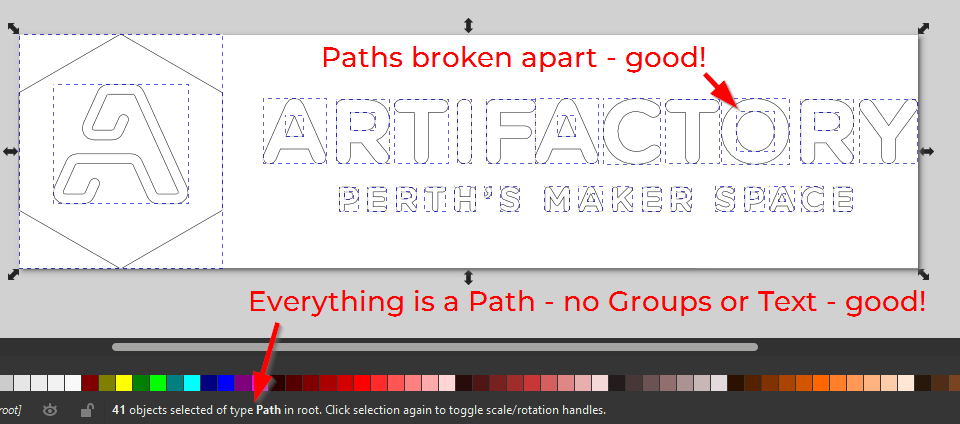 Paths broken apart - good!
ARTIFACTORY
PERTH'S MAKER SPACE
Everything is a Path - no Groups or Text - good!
root] 41 objects selected of type Path in root. Click selection again to toggle scale/rotation handles.